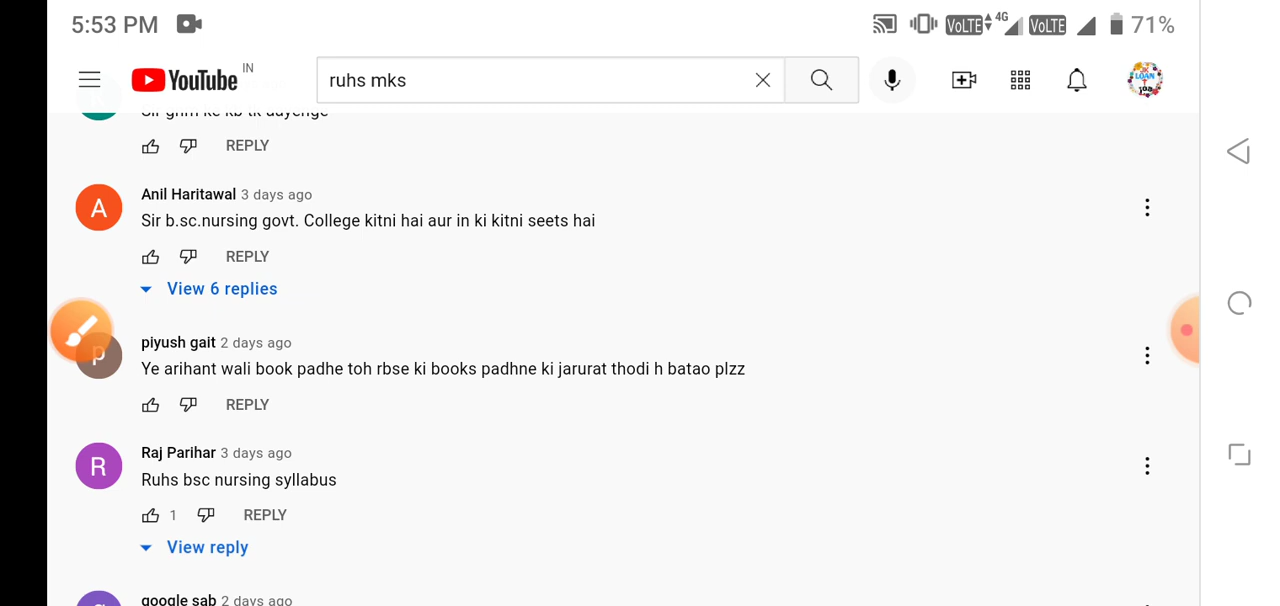 5:53 PM
VoLTE 4G VoLTE 71%
YouTube IN
ruhs mks
REPLY
Anil Haritawal 3 days ago
A
Sir b.sc.nursing govt. College kitni hai aur in ki kitni seets hai
REPLY
View 6 replies
piyush gait 2 days ago
p
Ye arihant wali book padhe toh rbse ki books padhne ki jarurat thodi h batao plzz
REPLY
Raj Parihar 3 days ago
R
Ruhs bsc nursing syllabus
1 REPLY
View reply
google sab 2 days ago